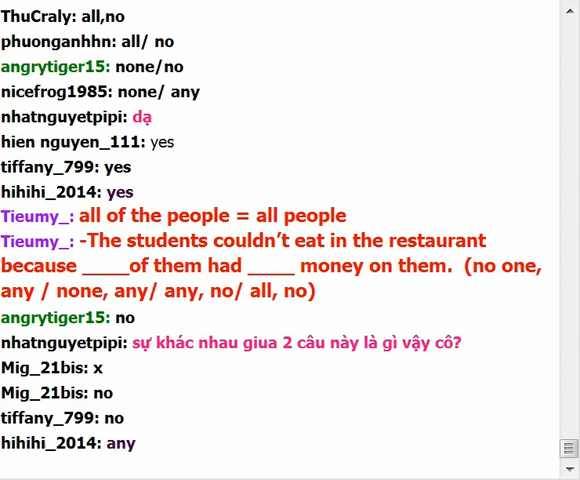 ThuCraly: all,no
phuonganhhn: all/ no
angrytiger15: none/no
nicefrog1985: none/ any
nhatnguyetpipi: dạ
hien nguyen_111: yes
tiffany_799: yes
hihihi_2014: yes
Tieumy_: all of the people = all people
Tieumy_: -The students couldn’t eat in the restaurant
because ____of them had ____ money on them.  (no one,
any / none, any/ any, no/ all, no)
angrytiger15: no
nhatnguyetpipi: sự khác nhau giua 2 câu này là gì vậy cô?
Mig_21bis: x
Mig_21bis: no
tiffany_799: no
hihihi_2014: any